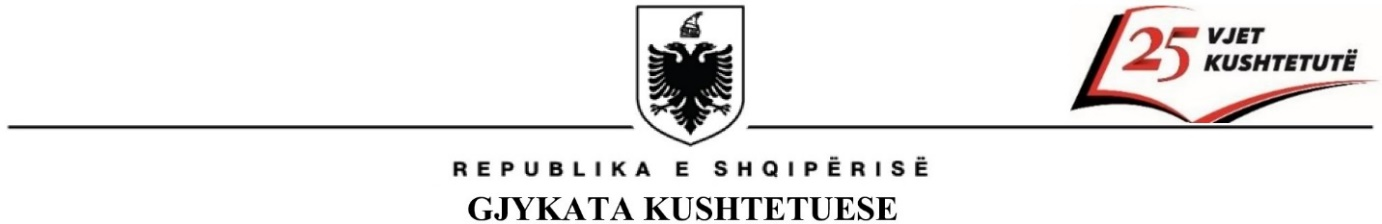 25 VJET
KUSHTETUTË
REPUBLIKA E SHQIPËRISË
GJYKATA KUSHTETUESE